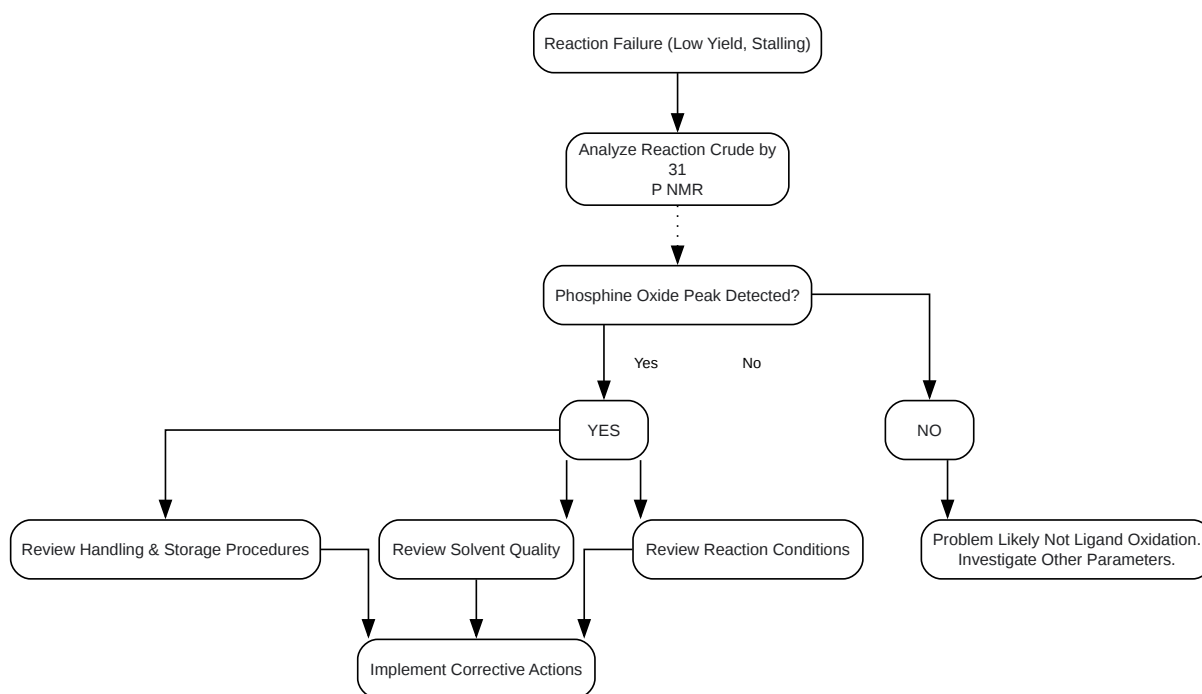 Reaction Failure (Low Yield, Stalling)
Analyze Reaction Crude by
31
P NMR
Phosphine Oxide Peak Detected?
Yes
No
YES
NO
Review Handling & Storage Procedures
Review Solvent Quality
Review Reaction Conditions
Problem Likely Not Ligand Oxidation.
Investigate Other Parameters.
Implement Corrective Actions